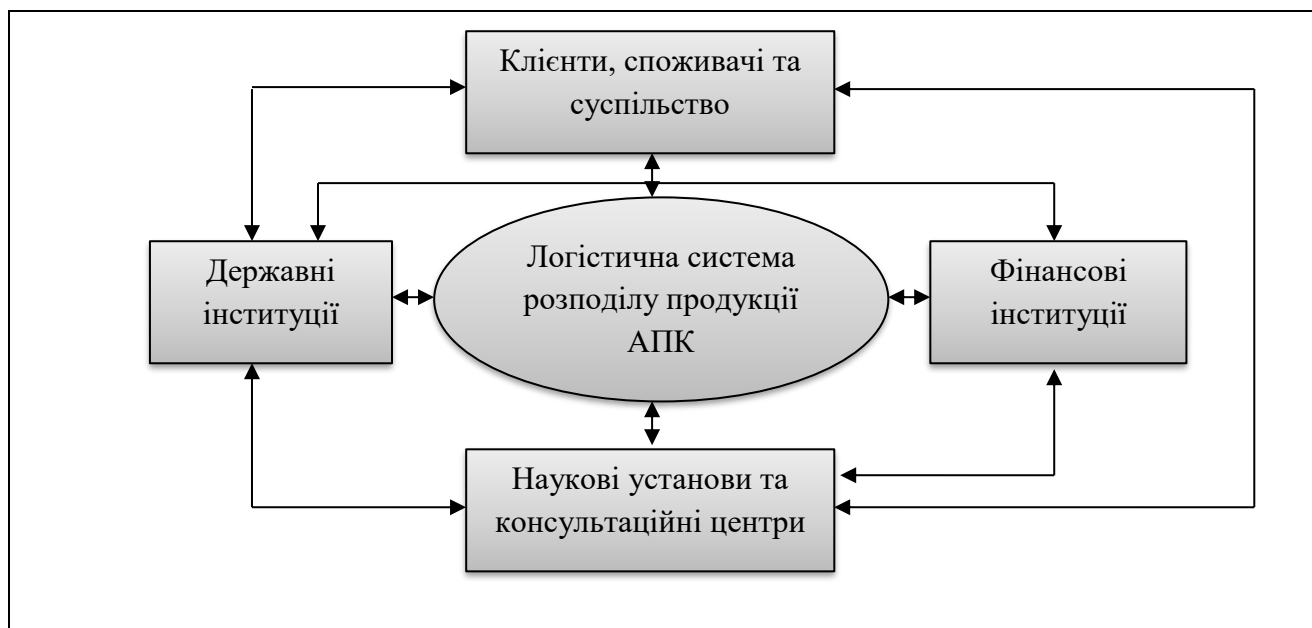 Клієнти, споживачі та
суспільство
Державні
інституції
Логістична система
розподілу продукції
АПК
Фінансові
інституції
Наукові установи та
консультаційні центри